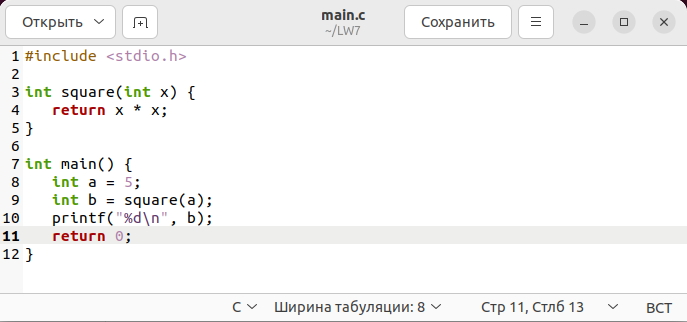 Открыть
main.c
~/LW7
Сохранить
1 #include <stdio.h>
2
3 int square(int x) {
4    return x * x;
5 }
6
7 int main() {
8    int a = 5;
9    int b = square(a);
10    printf("%d\n", b);
11    return 0;
12 }
C Ширина табуляции: 8 Стр 11, Стлб 13 ВСТ